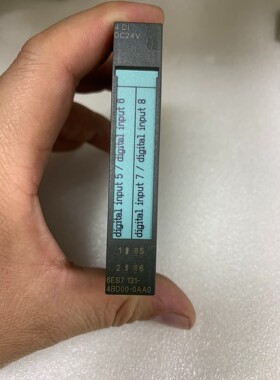 4 DI
DC24V
digital input 5 / digital input 6
digital input 7 / digital input 8
1 5
2 6
6ES7 131-
4BD00-0AA0